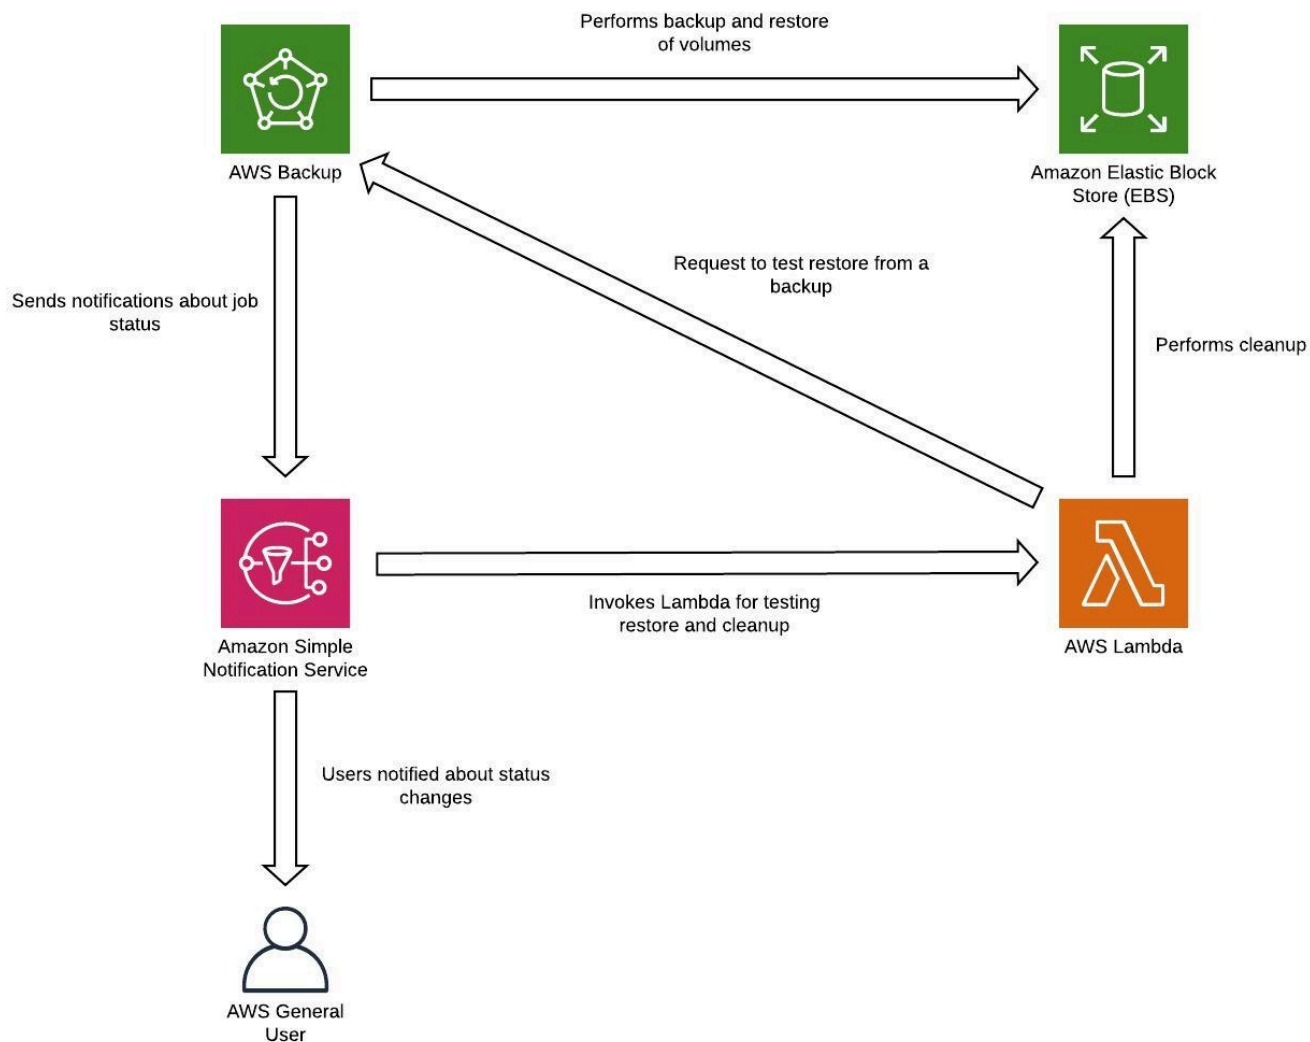 Performs backup and restore
of volumes
AWS Backup
Amazon Elastic Block
Store (EBS)
Request to test restore from a
backup
Sends notifications about job
status
Performs cleanup
Invokes Lambda for testing
restore and cleanup
Amazon Simple
Notification Service
AWS Lambda
Users notified about status
changes
AWS General
User